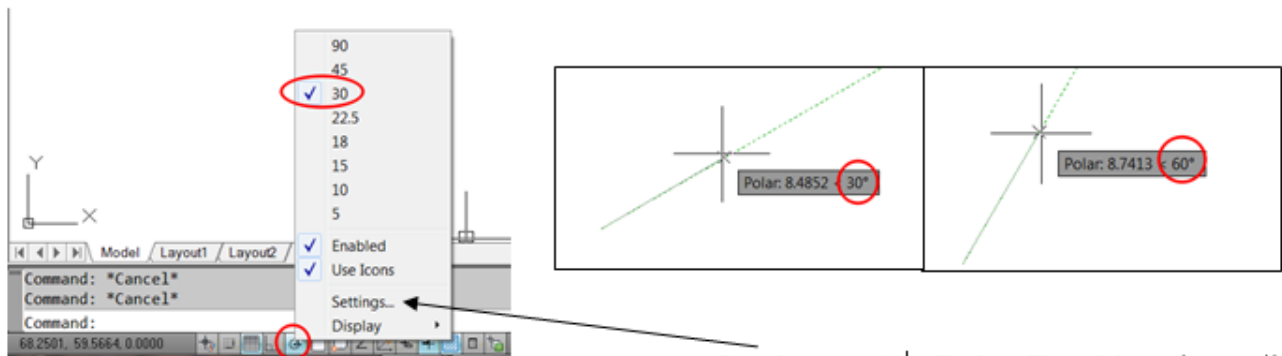 90
45
30
22.5
18
15
10
5
Enabled
Use Icons
Settings...
Display
Y
X
Model
Layout1
Layout2
Command: *Cancel*
Command: *Cancel*
Command:
68.2501, 59.5664, 0.0000
Polar: 8.4852 < 30°
Polar: 8.7413 < 60°